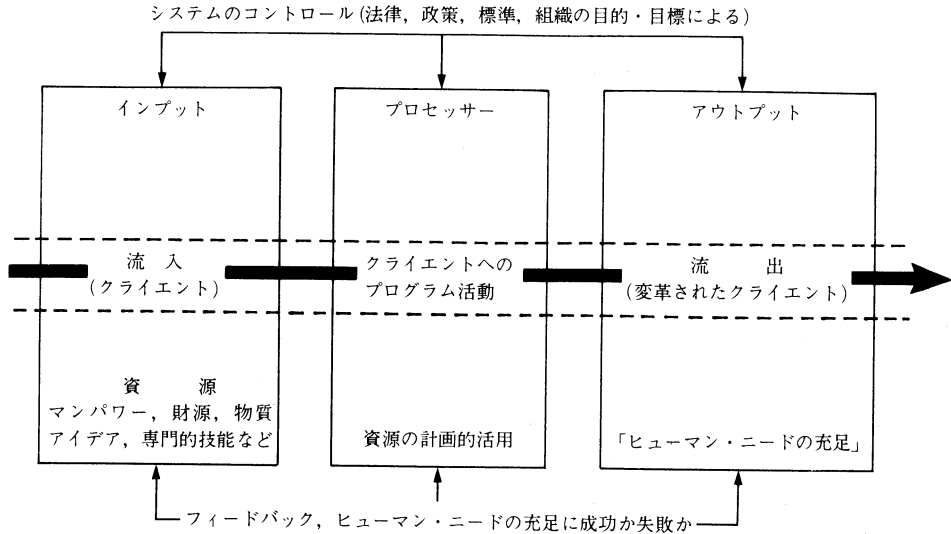 システムのコントロール(法律,政策,標準,組織の目的・目標による)
インプット
プロセッサー
アウトプット
流入
(クライエント)
クライエントへの
プログラム活動
流出
(変革されたクライエント)
資源
マンパワー,財源,物質
アイデア,専門的技能など
資源の計画的活用
「ヒューマン・ニードの充足」
フィードバック,ヒューマン・ニードの充足に成功か失敗か